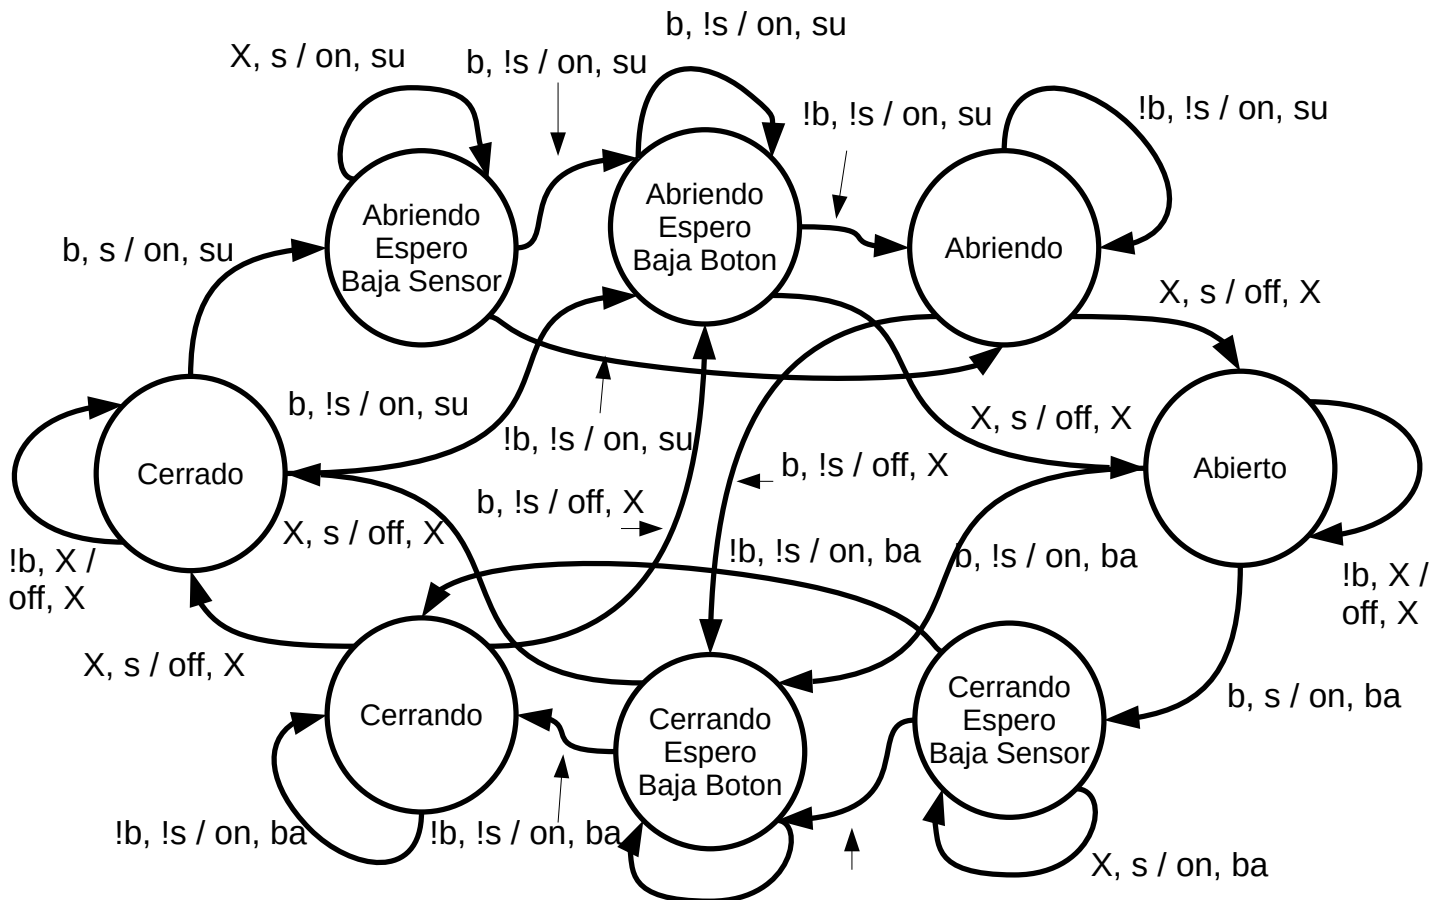 b, !s / on, su
X, s / on, su
b, !s / on, su
!b, !s / on, su
!b, !s / on, su
Abriendo
Espero
Baja Sensor
Abriendo
Espero
Baja Boton
Abriendo
b, s / on, su
X, s / off, X
b, !s / on, su
!b, !s / on, su
X, s / off, X
Cerrado
Abierto
b, !s / off, X
b, !s / off, X
X, s / off, X
!b, !s / on, ba
b, !s / on, ba
!b, X /
off, X
!b, X /
off, X
X, s / off, X
b, s / on, ba
Cerrando
Cerrando
Espero
Baja Boton
Cerrando
Espero
Baja Sensor
!b, !s / on, ba
!b, !s / on, ba
X, s / on, ba